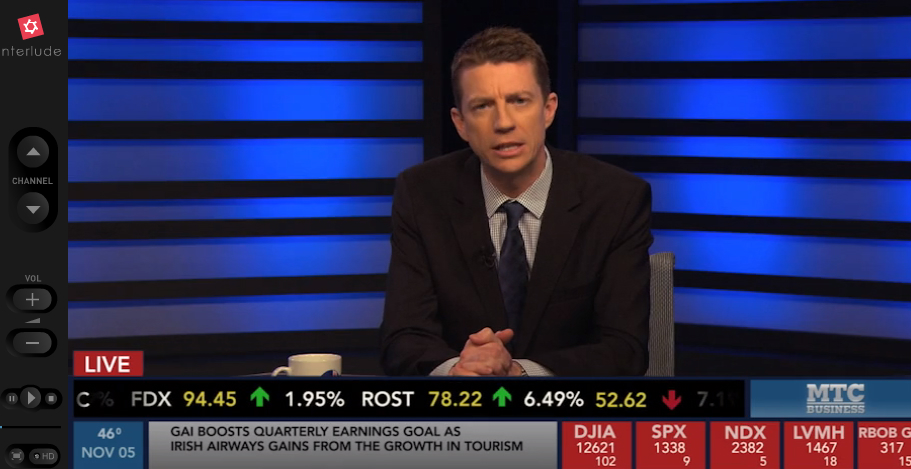 nterlude
CHANNEL
VOL
HD
LIVE
C % FDX 94.45 1.95% ROST 78.22 6.49% 52.62 7.1
MTC
BUSINESS
46°
NOV 05
GAI BOOSTS QUARTERLY EARNINGS GOAL AS
IRISH AIRWAYS GAINS FROM THE GROWTH IN TOURISM
DJIA
12621
102
SPX
1338
9
NDX
2382
5
LVMH
1467
18
RBOB G
317
15